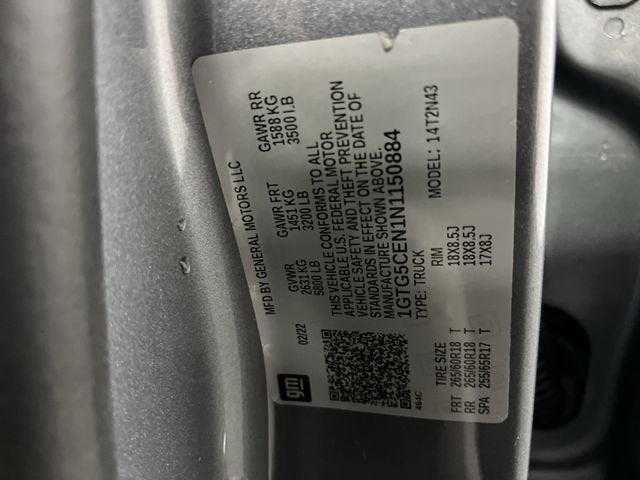 MFD BY GENERAL MOTORS LLC
02/22 GVWR GAWR FRT GAWR RR
2631 KG 1451 KG 1588 KG
5800 LB 3200 LB 3500 LB
THIS VEHICLE CONFORMS TO ALL
APPLICABLE U.S. FEDERAL MOTOR
VEHICLE SAFETY AND THEFT PREVENTION
STANDARDS IN EFFECT ON THE DATE OF
MANUFACTURE SHOWN ABOVE.
1GTG5CEN1N1150884
TYPE: TRUCK MODEL: 14T2N43
gm
464C
TIRE SIZE RIM
FRT 265/60R18 T 18X8.5J
RR 265/60R18 T 18X8.5J
SPA 255/65R17 T 17X8J